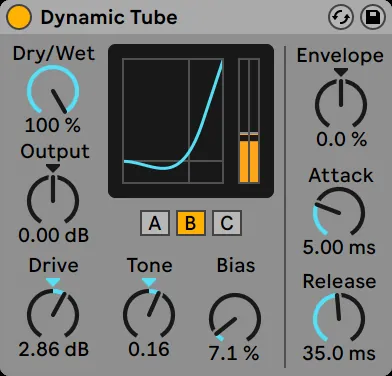 Dynamic Tube
Dry/Wet
100 %
Output
0.00 dB
A B C
Drive
2.86 dB
Tone
0.16
Bias
7.1 %
Envelope
0.0 %
Attack
5.00 ms
Release
35.0 ms